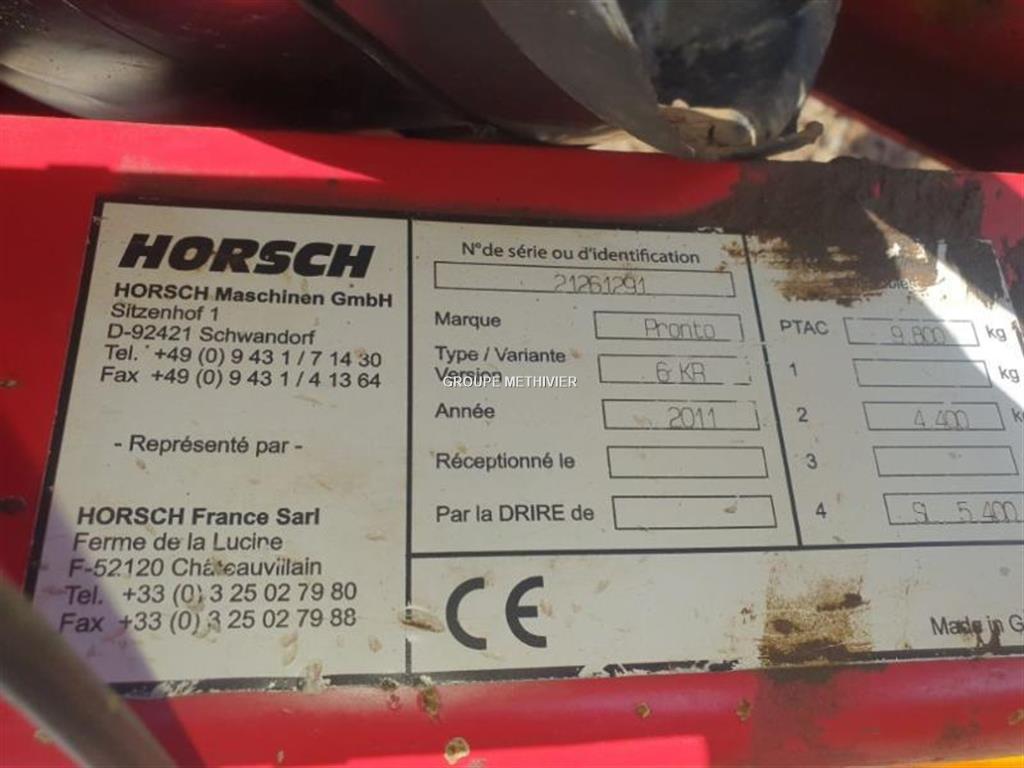 HORSCH
HORSCH Maschinen GmbH
Sitzenhof 1
D-92421 Schwandorf
Tel. +49 (0) 9 43 1 / 7 14 30
Fax +49 (0) 9 43 1 / 4 13 64
- Représenté par -
HORSCH France Sarl
Ferme de la Lucine
F-52120 Châteauvillain
Tel. +33 (0) 3 25 02 79 80
Fax +33 (0) 3 25 02 79 88
N° de série ou d'identification
21261291
Marque Pronto
Type / Variante
Version 6 KR
Année 2011
Réceptionné le
Par la DRIRE de
CE
PTAC 9.800 kg
1 kg
2 4.400
3
4 SL 5.400
Made in
GROUPE METHIVIER